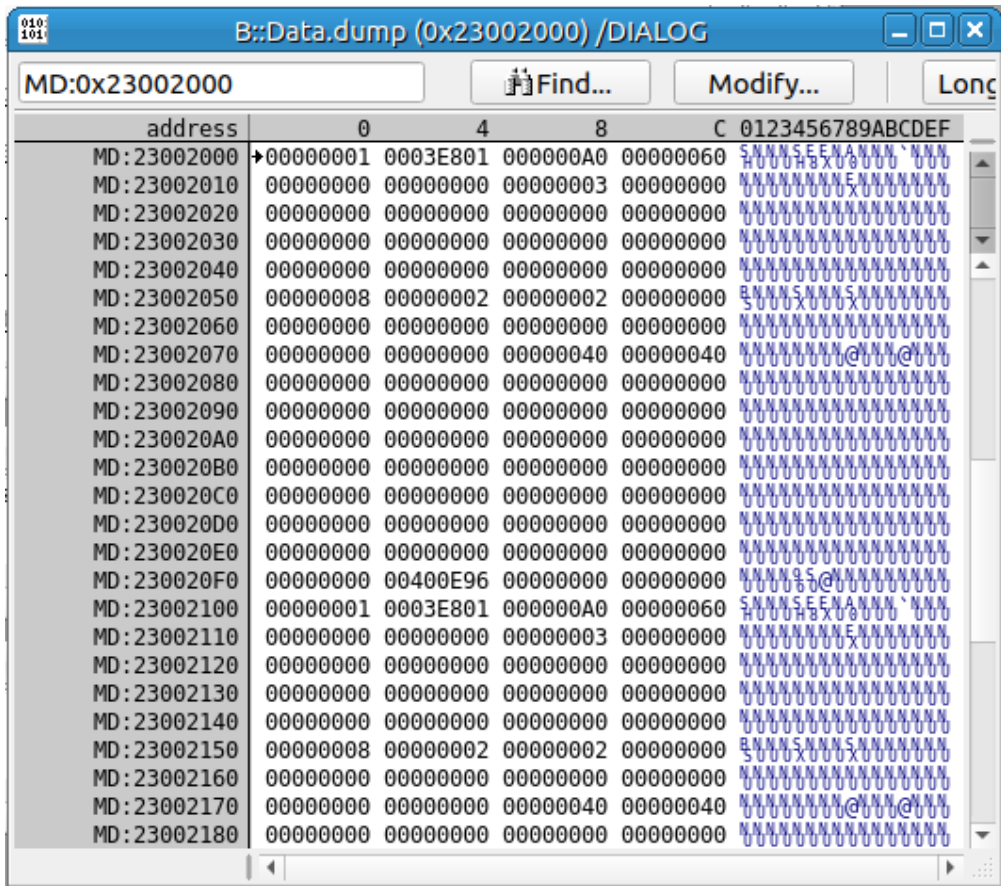 B::Data.dump (0x23002000) /DIALOG
MD:0x23002000 Find... Modify... Long
address 0 4 8 C 0123456789ABCDEF
MD:23002000 00000001 0003E801 000000A0 00000060
MD:23002010 00000000 00000000 00000003 00000000
MD:23002020 00000000 00000000 00000000 00000000
MD:23002030 00000000 00000000 00000000 00000000
MD:23002040 00000000 00000000 00000000 00000000
MD:23002050 00000008 00000002 00000002 00000000
MD:23002060 00000000 00000000 00000000 00000000
MD:23002070 00000000 00000000 00000040 00000040
MD:23002080 00000000 00000000 00000000 00000000
MD:23002090 00000000 00000000 00000000 00000000
MD:230020A0 00000000 00000000 00000000 00000000
MD:230020B0 00000000 00000000 00000000 00000000
MD:230020C0 00000000 00000000 00000000 00000000
MD:230020D0 00000000 00000000 00000000 00000000
MD:230020E0 00000000 00000000 00000000 00000000
MD:230020F0 00000000 00400E96 00000000 00000000
MD:23002100 00000001 0003E801 000000A0 00000060
MD:23002110 00000000 00000000 00000003 00000000
MD:23002120 00000000 00000000 00000000 00000000
MD:23002130 00000000 00000000 00000000 00000000
MD:23002140 00000000 00000000 00000000 00000000
MD:23002150 00000008 00000002 00000002 00000000
MD:23002160 00000000 00000000 00000000 00000000
MD:23002170 00000000 00000000 00000040 00000040
MD:23002180 00000000 00000000 00000000 00000000